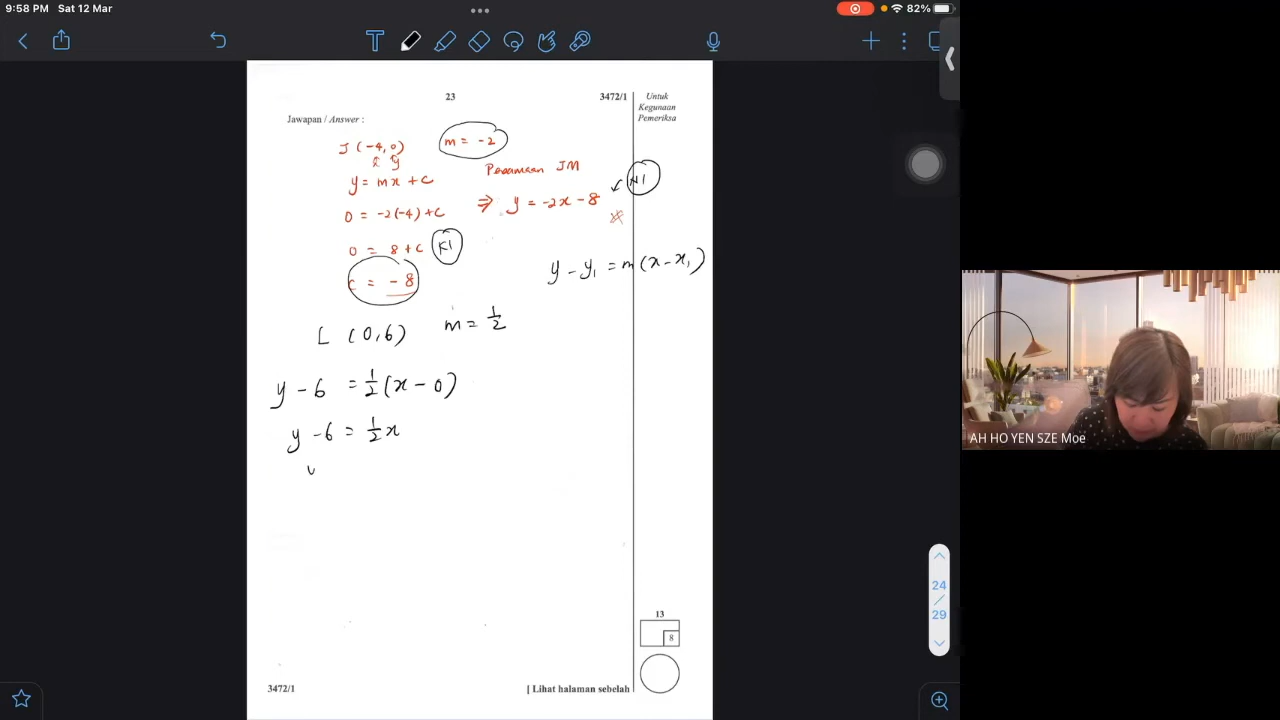 9:58 PM Sat 12 Mar
82%
23
3472/1
Untuk
Kegunaan
Pemeriksa
Jawapan / Answer :
J (-4, 0)
x y
m = -2
y = mx + c
Persamaan JM
0 = -2(-4) + c
⇒ y = -2x - 8
N1
0 = 8 + c
K1
c = -8
y - y₁ = m(x - x₁)
L (0, 6)
m = 1/2
y - 6 = 1/2 (x - 0)
y - 6 = 1/2 x
13
8
3472/1
[ Lihat halaman sebelah
24
/
29
AH HO YEN SZE Moe